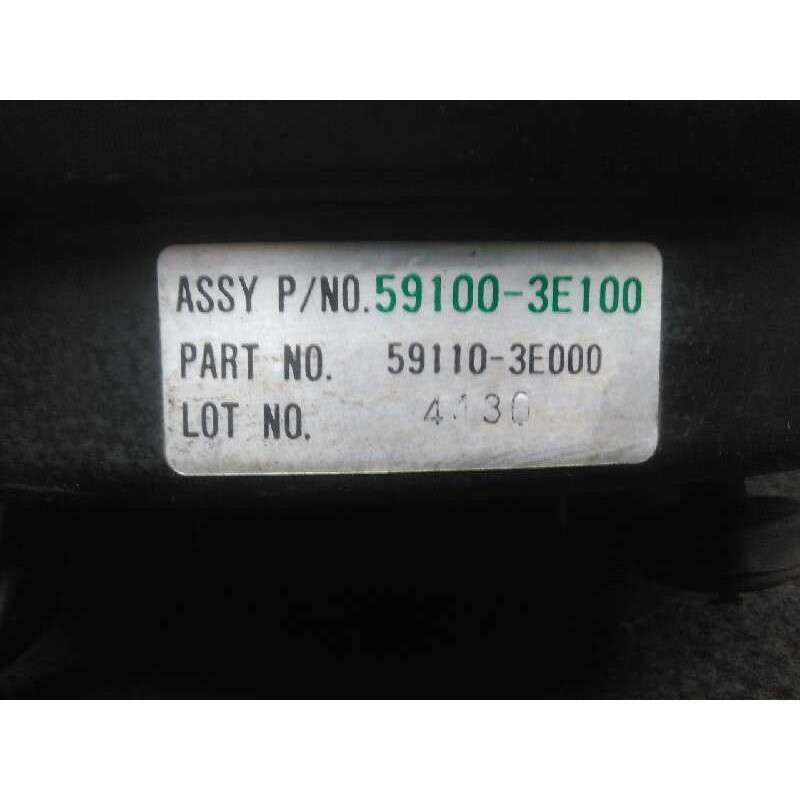 ASSY P/NO. 59100-3E100
PART NO. 59110-3E000
LOT NO. 4130